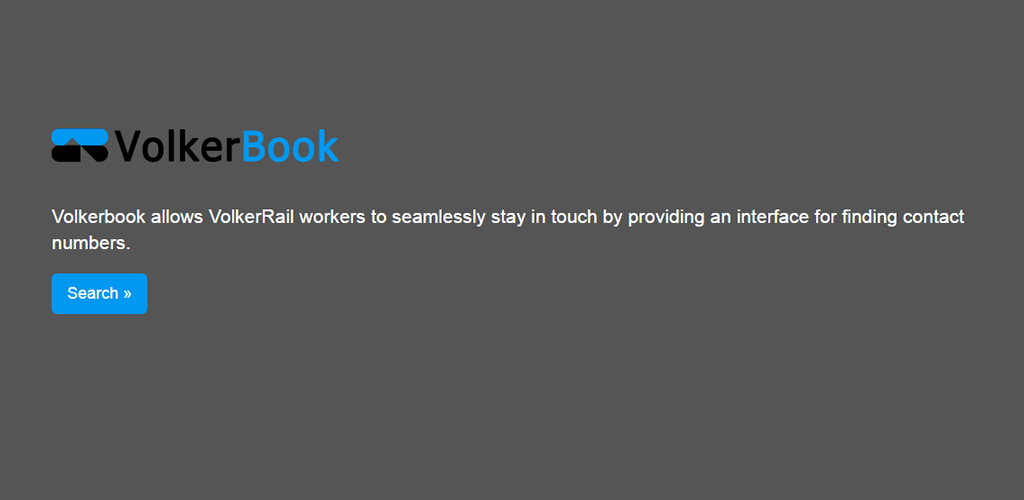 VolkerBook
Volkerbook allows VolkerRail workers to seamlessly stay in touch by providing an interface for finding contact
numbers.
Search »